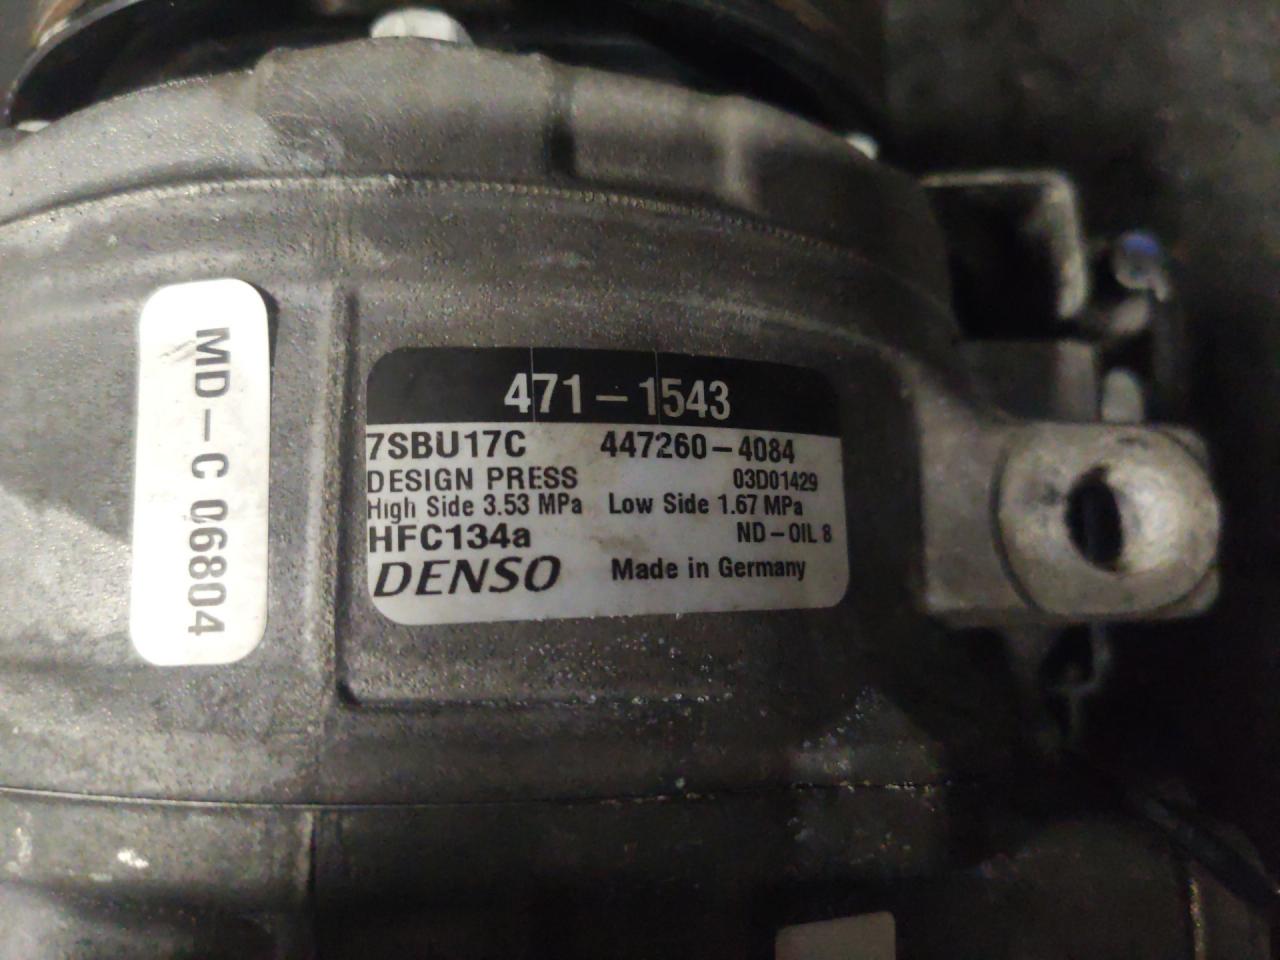 MD-C 06804
471-1543
7SBU17C 447260-4084
DESIGN PRESS 03D01429
High Side 3.53 MPa Low Side 1.67 MPa
HFC134a ND-OIL 8
DENSO Made in Germany